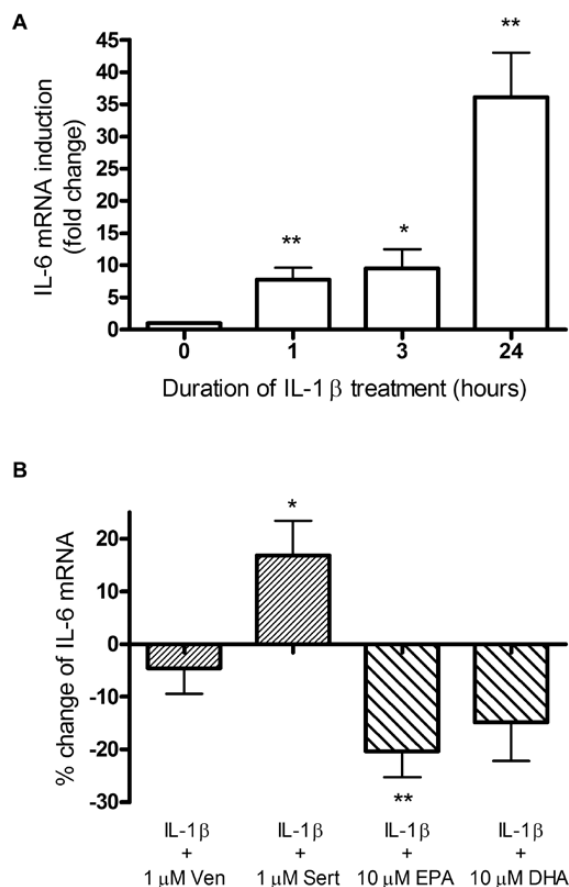 A
IL-6 mRNA induction
(fold change)
45
40
35
30
25
20
15
10
5
0
**
*
**
0 1 3 24
Duration of IL-1 β treatment (hours)
B
% change of IL-6 mRNA
20
10
0
-10
-20
-30
*
**
IL-1β IL-1β IL-1β IL-1β
+ + + +
1 μM Ven 1 μM Sert 10 μM EPA 10 μM DHA